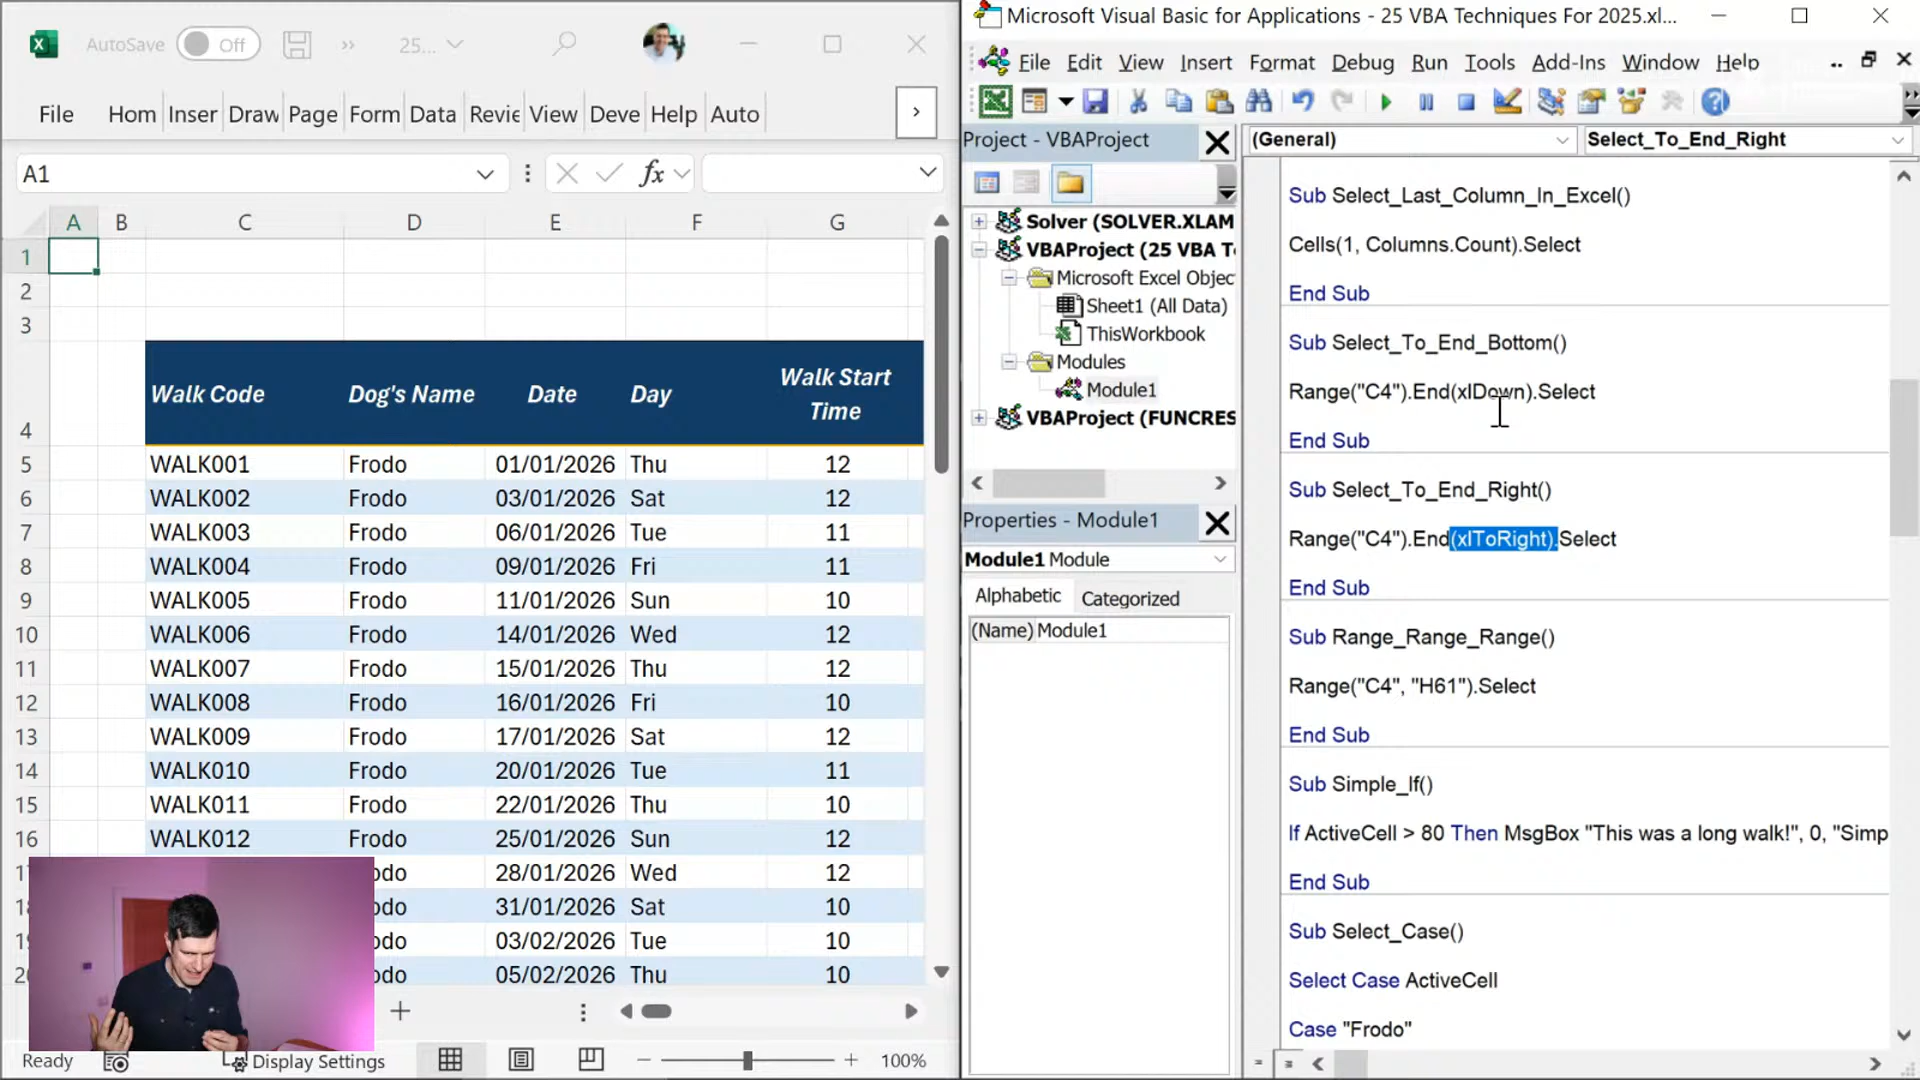 AutoSave Off 25...
File Hom Inser Draw Page Form Data Revie View Deve Help Auto
A1 fx
A B C D E F G
1
2
3
4 Walk Code Dog's Name Date Day Walk Start Time
5 WALK001 Frodo 01/01/2026 Thu 12
6 WALK002 Frodo 03/01/2026 Sat 12
7 WALK003 Frodo 06/01/2026 Tue 11
8 WALK004 Frodo 09/01/2026 Fri 11
9 WALK005 Frodo 11/01/2026 Sun 10
10 WALK006 Frodo 14/01/2026 Wed 12
11 WALK007 Frodo 15/01/2026 Thu 12
12 WALK008 Frodo 16/01/2026 Fri 10
13 WALK009 Frodo 17/01/2026 Sat 12
14 WALK010 Frodo 20/01/2026 Tue 11
15 WALK011 Frodo 22/01/2026 Thu 10
16 WALK012 Frodo 25/01/2026 Sun 12
odo 28/01/2026 Wed 12
odo 31/01/2026 Sat 10
odo 03/02/2026 Tue 10
odo 05/02/2026 Thu 10
Ready Display Settings 100%
Microsoft Visual Basic for Applications - 25 VBA Techniques For 2025.xl...
File Edit View Insert Format Debug Run Tools Add-Ins Window Help
Project - VBAProject
Solver (SOLVER.XLAM
VBAProject (25 VBA T
Microsoft Excel Objec
Sheet1 (All Data)
ThisWorkbook
Modules
Module1
VBAProject (FUNCRES
Properties - Module1
Module1 Module
Alphabetic Categorized
(Name) Module1
(General) Select_To_End_Right
Sub Select_Last_Column_In_Excel()
Cells(1, Columns.Count).Select
End Sub
Sub Select_To_End_Bottom()
Range("C4").End(xlDown).Select
End Sub
Sub Select_To_End_Right()
Range("C4").End(xlToRight).Select
End Sub
Sub Range_Range_Range()
Range("C4", "H61").Select
End Sub
Sub Simple_If()
If ActiveCell > 80 Then MsgBox "This was a long walk!", 0, "Simp
End Sub
Sub Select_Case()
Select Case ActiveCell
Case "Frodo"